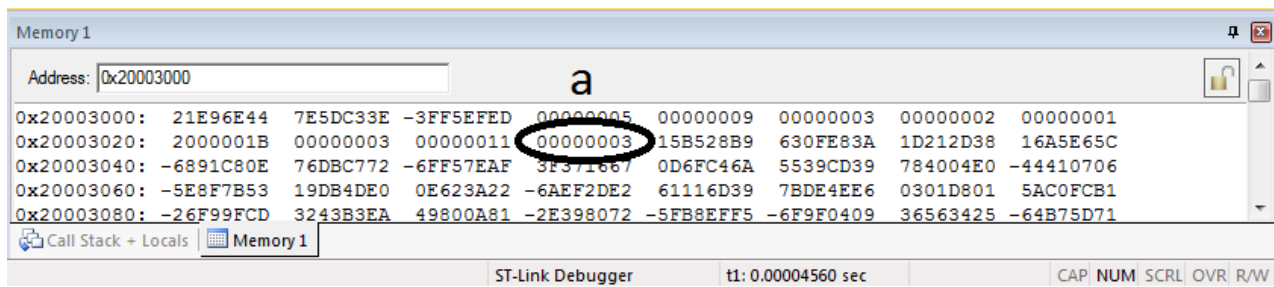 Memory 1
Address: 0x20003000
a
0x20003000: 21E96E44 7E5DC33E -3FF5EFED 00000005 00000009 00000003 00000002 00000001
0x20003020: 2000001B 00000003 00000011 00000003 15B528B9 630FE83A 1D212D38 16A5E65C
0x20003040: -6891C80E 76DBC772 -6FF57EAF 3F371667 0D6FC46A 5539CD39 784004E0 -44410706
0x20003060: -5E8F7B53 19DB4DE0 0E623A22 -6AEF2DE2 61116D39 7BDE4EE6 0301D801 5AC0FCB1
0x20003080: -26F99FCD 3243B3EA 49800A81 -2E398072 -5FB8EFF5 -6F9F0409 36563425 -64B75D71
Call Stack + Locals Memory 1
ST-Link Debugger t1: 0.00004560 sec CAP NUM SCRL OVR R/W